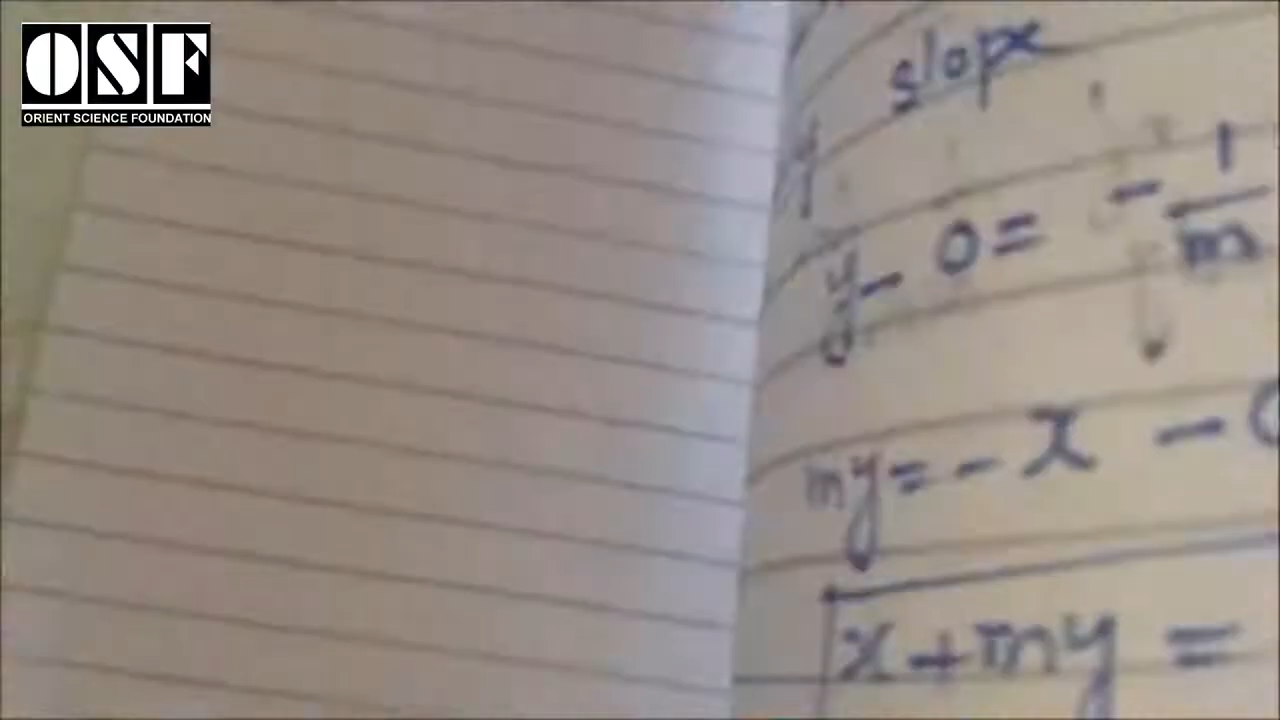 OSF
ORIENT SCIENCE FOUNDATION
slope
y - 0 = - 1/m
my = - x -
x + my =